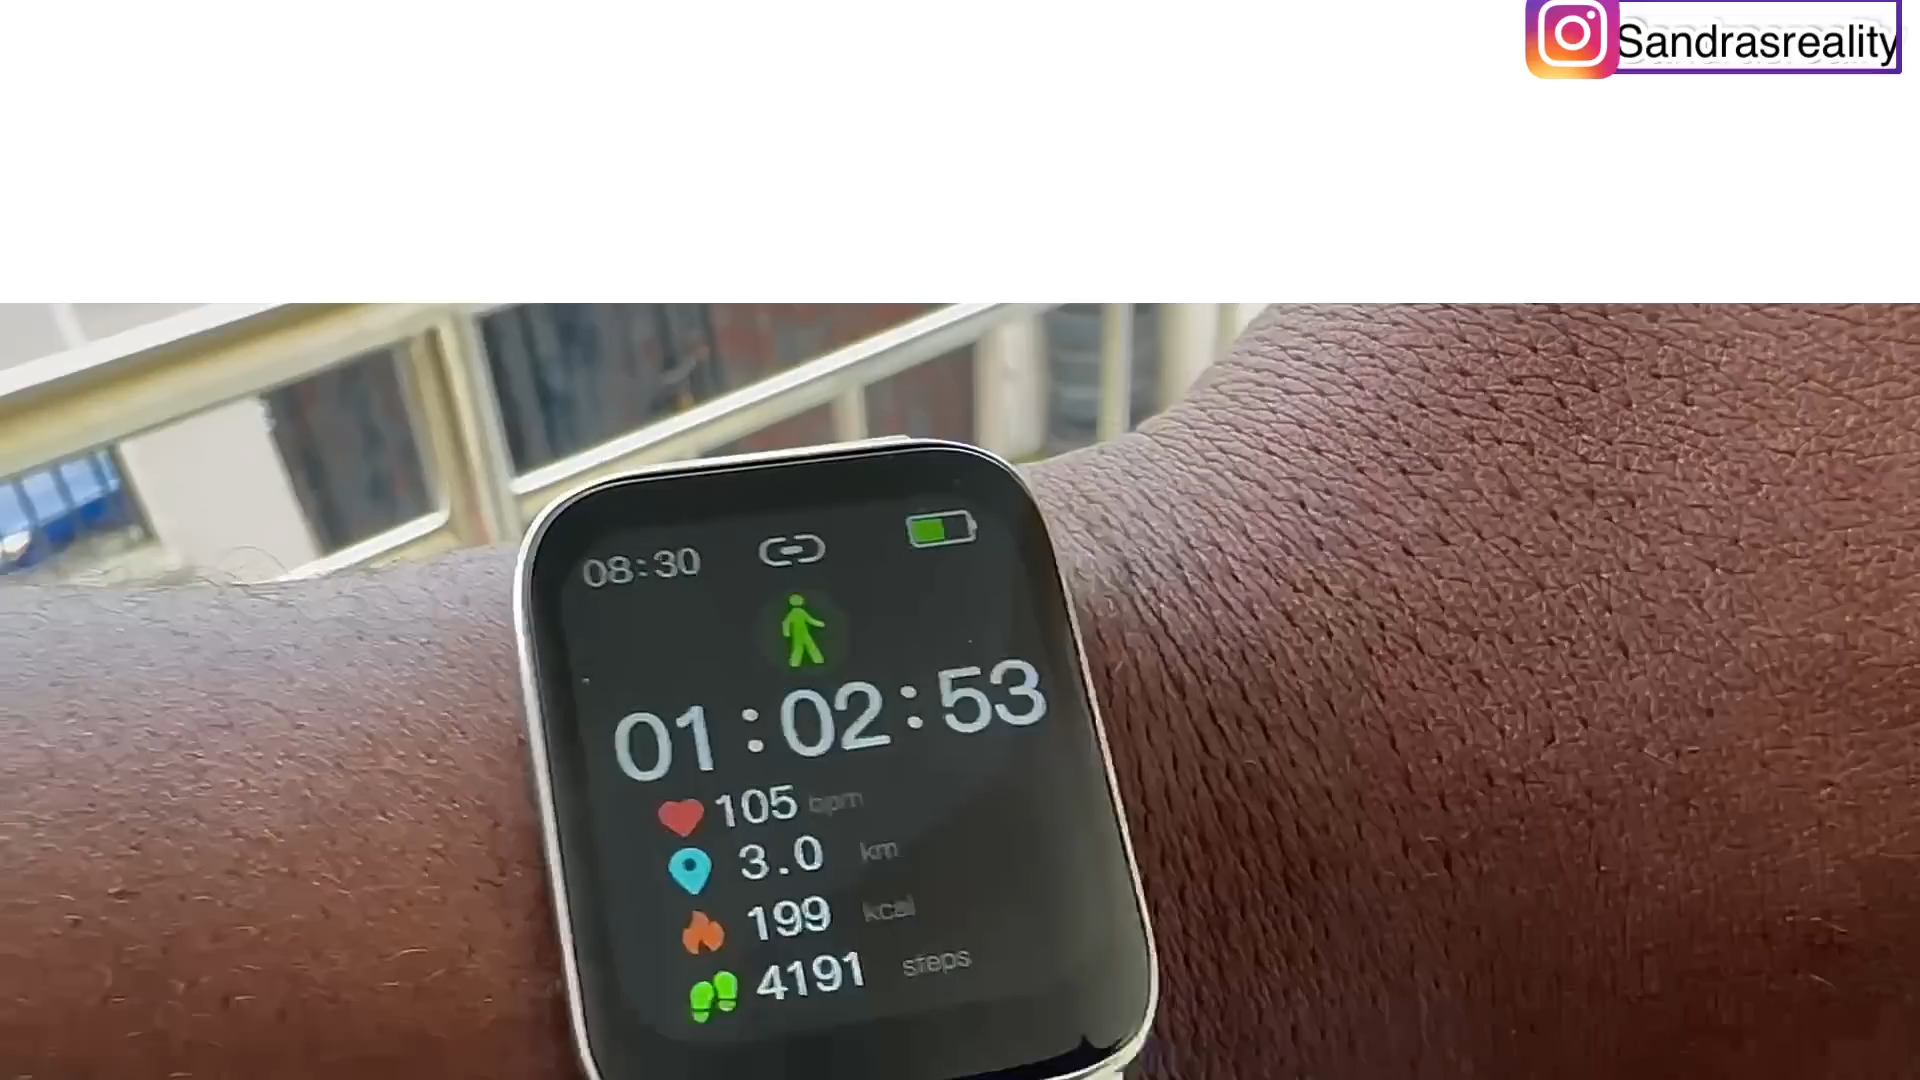 Sandrasreality
08:30
01:02:53
105 bpm
3.0 km
199 kcal
4191 steps